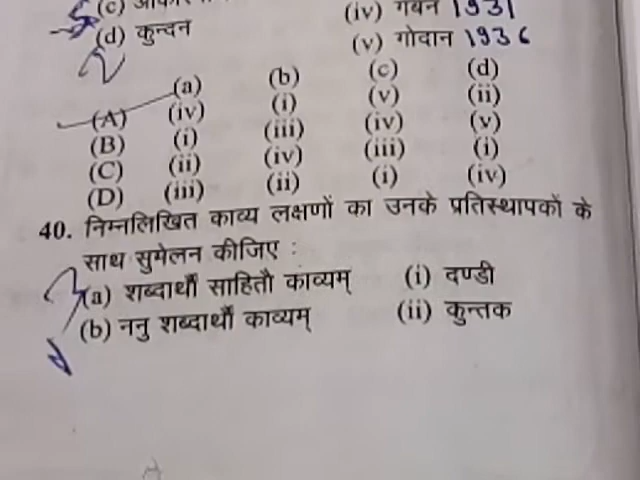 (c)
(iv) गबन 1931
(d) कुन्दन
(v) गोदान 1936
(a) (b) (c) (d)
(A) (iv) (i) (v) (ii)
(B) (i) (iii) (iv) (v)
(C) (ii) (iv) (iii) (i)
(D) (iii) (ii) (i) (iv)
40. निम्नलिखित काव्य लक्षणों का उनके प्रतिस्थापकों के
साथ सुमेलन कीजिए :
(a) शब्दार्थौ साहितौ काव्यम् (i) दण्डी
(b) ननु शब्दार्थौ काव्यम् (ii) कुन्तक